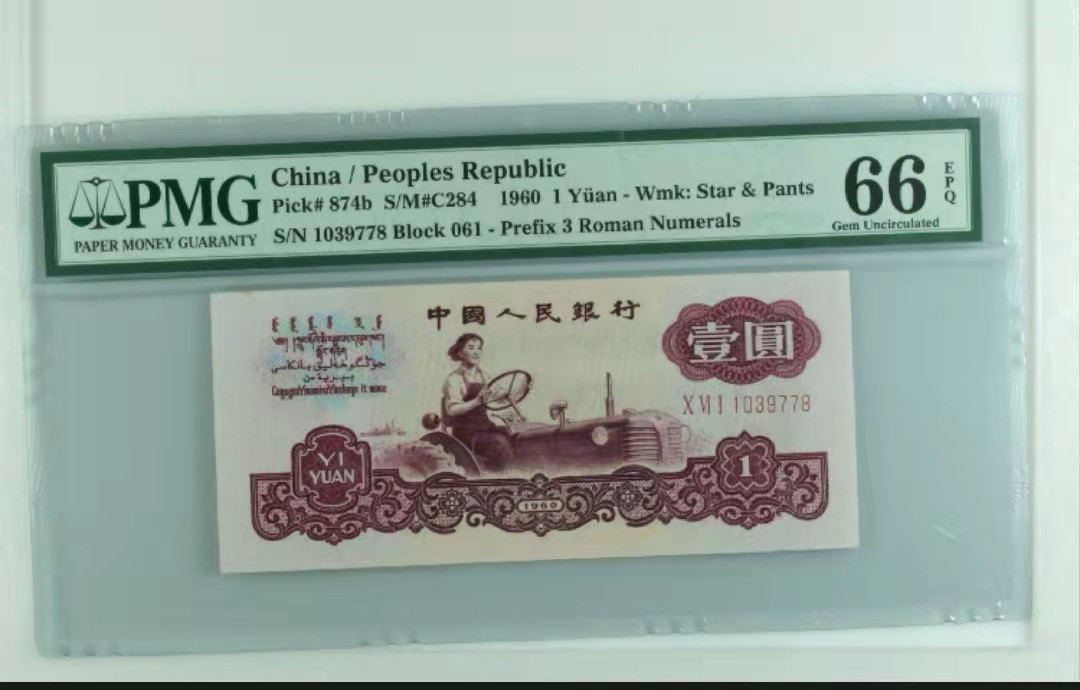 PMG
PAPER MONEY GUARANTY
China / Peoples Republic
Pick# 874b S/M#C284 1960 1 Yüan - Wmk: Star & Pants
S/N 1039778 Block 061 - Prefix 3 Roman Numerals
66 EPQ
Gem Uncirculated
中國人民銀行
壹圓
X VI I 1039778
YI
YUAN
1
1960